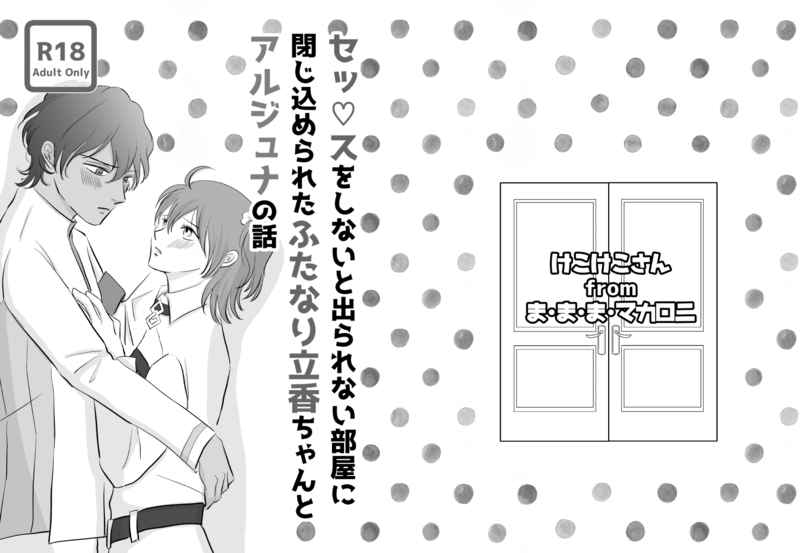 R18
Adult Only
セッ♡スをしないと出られない部屋に
閉じ込められたふたなり立香ちゃんと
アルジュナの話
けこけこさん
from
ま・ま・ま・マカロニ